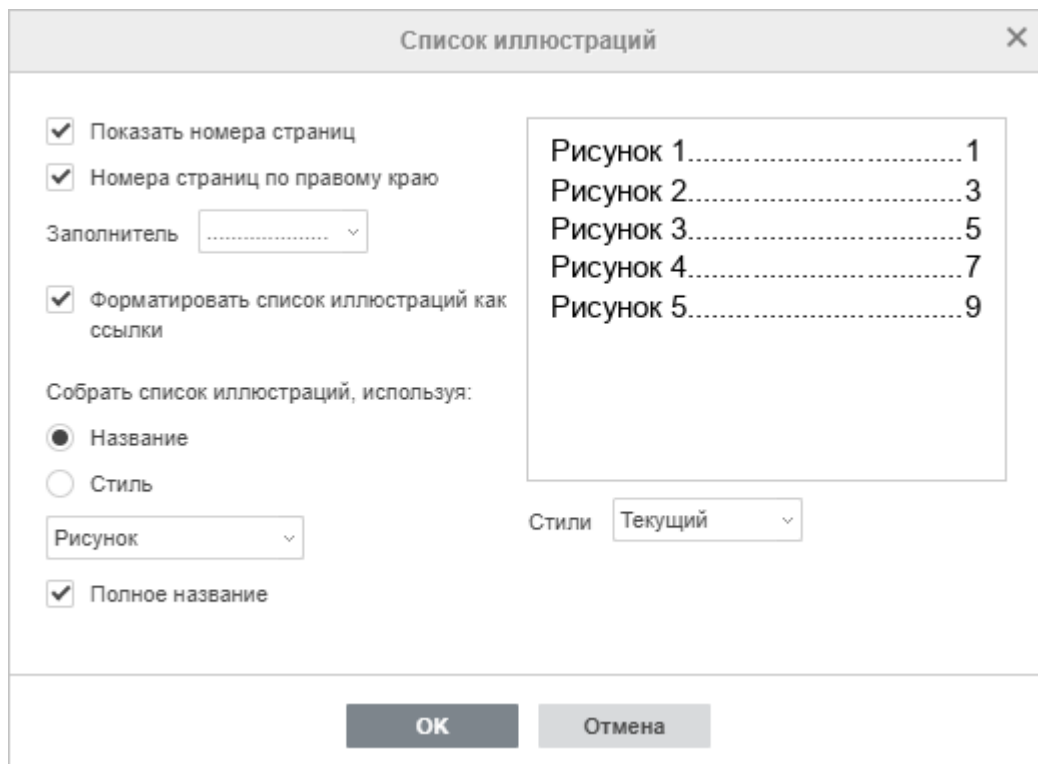 Список иллюстраций
Показать номера страниц
Номера страниц по правому краю
Заполнитель ....................
Форматировать список иллюстраций как
ссылки
Собрать список иллюстраций, используя:
Название
Стиль
Рисунок
Полное название
Рисунок 1....................................1
Рисунок 2....................................3
Рисунок 3....................................5
Рисунок 4....................................7
Рисунок 5....................................9
Стили Текущий
OK Отмена